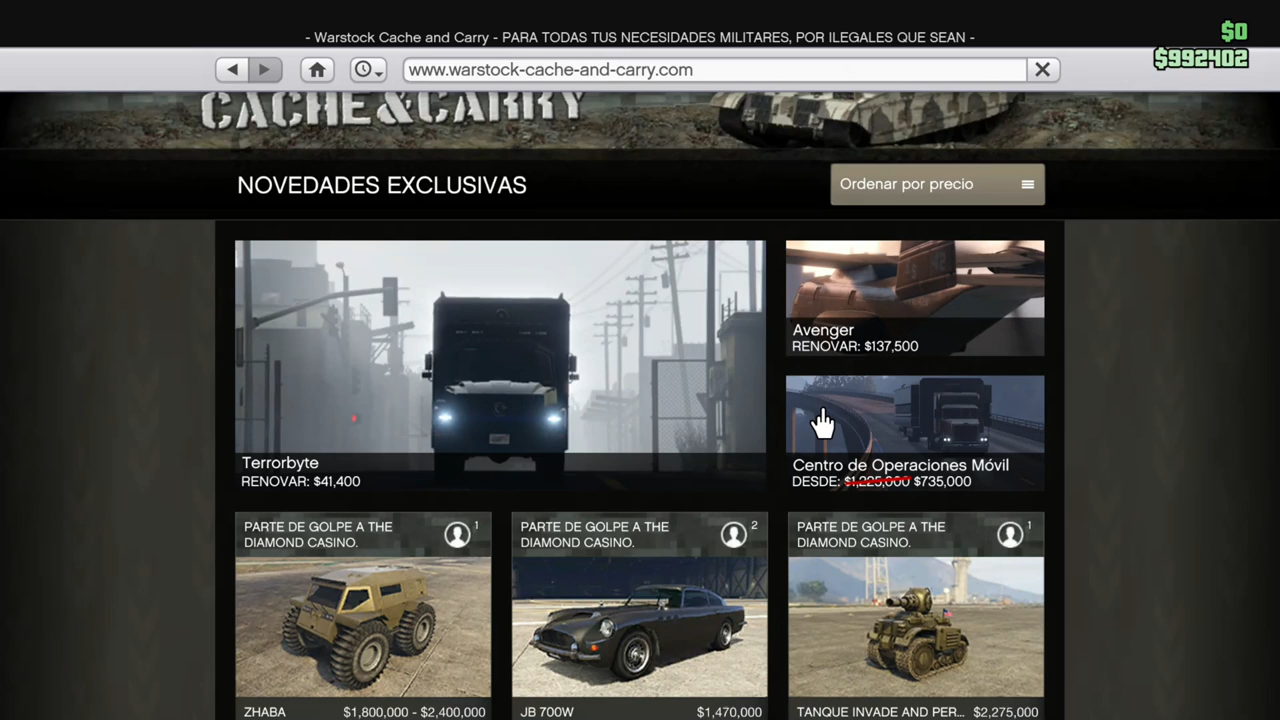 - Warstock Cache and Carry - PARA TODAS TUS NECESIDADES MILITARES, POR ILEGALES QUE SEAN -
$0
$992402
www.warstock-cache-and-carry.com
CACHE&CARRY
NOVEDADES EXCLUSIVAS
Ordenar por precio
Avenger
RENOVAR: $137,500
Terrorbyte
RENOVAR: $41,400
Centro de Operaciones Móvil
DESDE: $1,225,000 $735,000
PARTE DE GOLPE A THE
DIAMOND CASINO.
1
PARTE DE GOLPE A THE
DIAMOND CASINO.
2
PARTE DE GOLPE A THE
DIAMOND CASINO.
1
ZHABA $1,800,000 - $2,400,000
JB 700W $1,470,000
TANQUE INVADE AND PER... $2,275,000